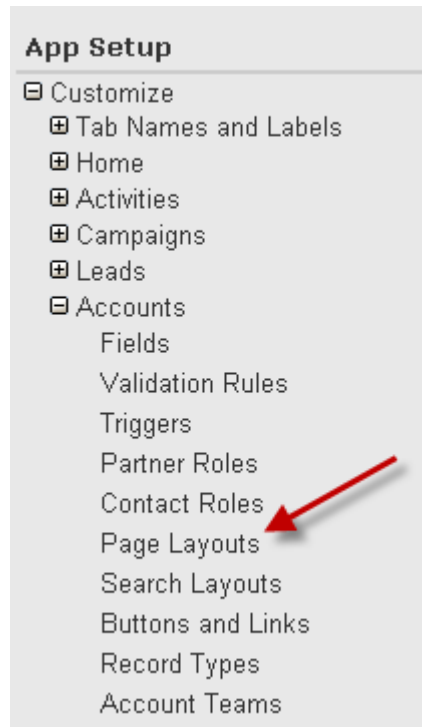 App Setup
Customize
Tab Names and Labels
Home
Activities
Campaigns
Leads
Accounts
Fields
Validation Rules
Triggers
Partner Roles
Contact Roles
Page Layouts
Search Layouts
Buttons and Links
Record Types
Account Teams